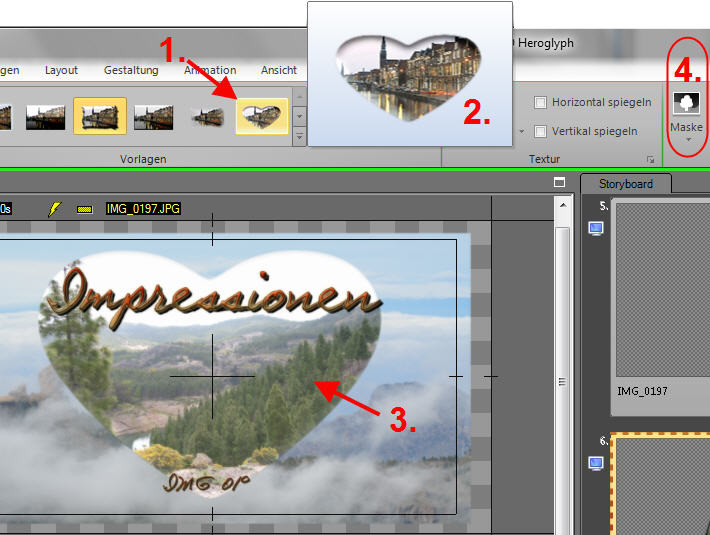 Heroglyph
1.
4.
Layout
Gestaltung
Animation
Ansicht
2.
Horizontal spiegeln
Vertikal spiegeln
Maske
Vorlagen
Textur
Storyboard
0s
IMG_0197.JPG
5.
Impressionen
IMG_0197
3.
6.